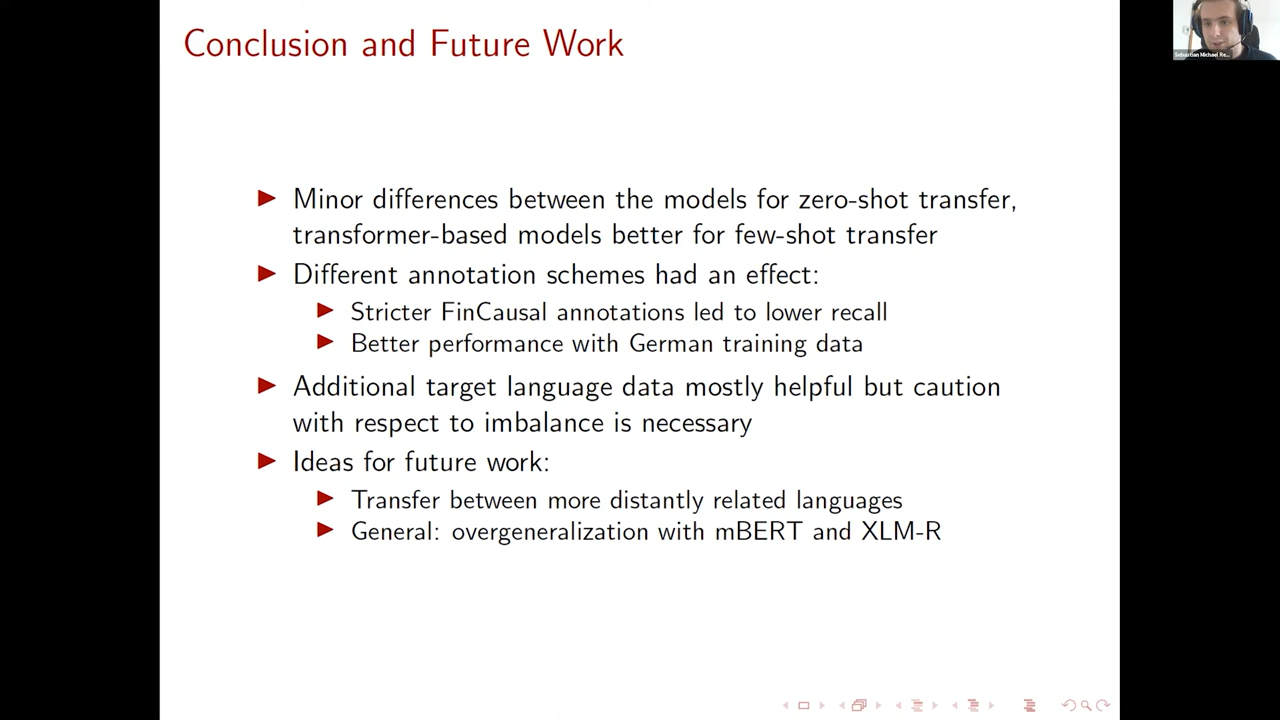 Conclusion and Future Work
Sebastian Michael Re...
Minor differences between the models for zero-shot transfer,
transformer-based models better for few-shot transfer
Different annotation schemes had an effect:
Stricter FinCausal annotations led to lower recall
Better performance with German training data
Additional target language data mostly helpful but caution
with respect to imbalance is necessary
Ideas for future work:
Transfer between more distantly related languages
General: overgeneralization with mBERT and XLM-R